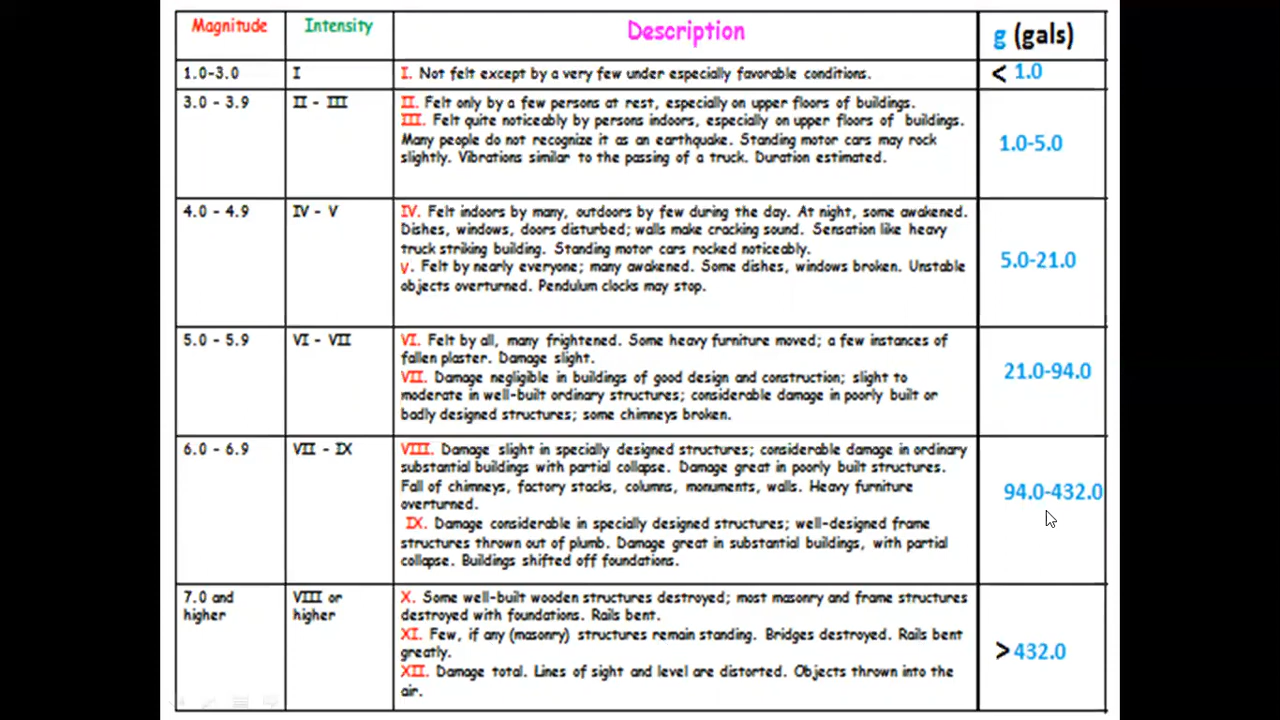 Magnitude Intensity Description g (gals)
1.0-3.0 I I. Not felt except by a very few under especially favorable conditions. < 1.0
3.0 - 3.9 II - III II. Felt only by a few persons at rest, especially on upper floors of buildings.
III. Felt quite noticeably by persons indoors, especially on upper floors of buildings.
Many people do not recognize it as an earthquake. Standing motor cars may rock
slightly. Vibrations similar to the passing of a truck. Duration estimated.
1.0-5.0
4.0 - 4.9 IV - V IV. Felt indoors by many, outdoors by few during the day. At night, some awakened.
Dishes, windows, doors disturbed; walls make cracking sound. Sensation like heavy
truck striking building. Standing motor cars rocked noticeably.
V. Felt by nearly everyone; many awakened. Some dishes, windows broken. Unstable
objects overturned. Pendulum clocks may stop.
5.0-21.0
5.0 - 5.9 VI - VII VI. Felt by all, many frightened. Some heavy furniture moved; a few instances of
fallen plaster. Damage slight.
VII. Damage negligible in buildings of good design and construction; slight to
moderate in well-built ordinary structures; considerable damage in poorly built or
badly designed structures; some chimneys broken.
21.0-94.0
6.0 - 6.9 VII - IX VIII. Damage slight in specially designed structures; considerable damage in ordinary
substantial buildings with partial collapse. Damage great in poorly built structures.
Fall of chimneys, factory stacks, columns, monuments, walls. Heavy furniture
overturned.
IX. Damage considerable in specially designed structures; well-designed frame
structures thrown out of plumb. Damage great in substantial buildings, with partial
collapse. Buildings shifted off foundations.
94.0-432.0
7.0 and VIII or X. Some well-built wooden structures destroyed; most masonry and frame structures
higher higher destroyed with foundations. Rails bent.
XI. Few, if any (masonry) structures remain standing. Bridges destroyed. Rails bent
greatly.
XII. Damage total. Lines of sight and level are distorted. Objects thrown into the
air.
> 432.0